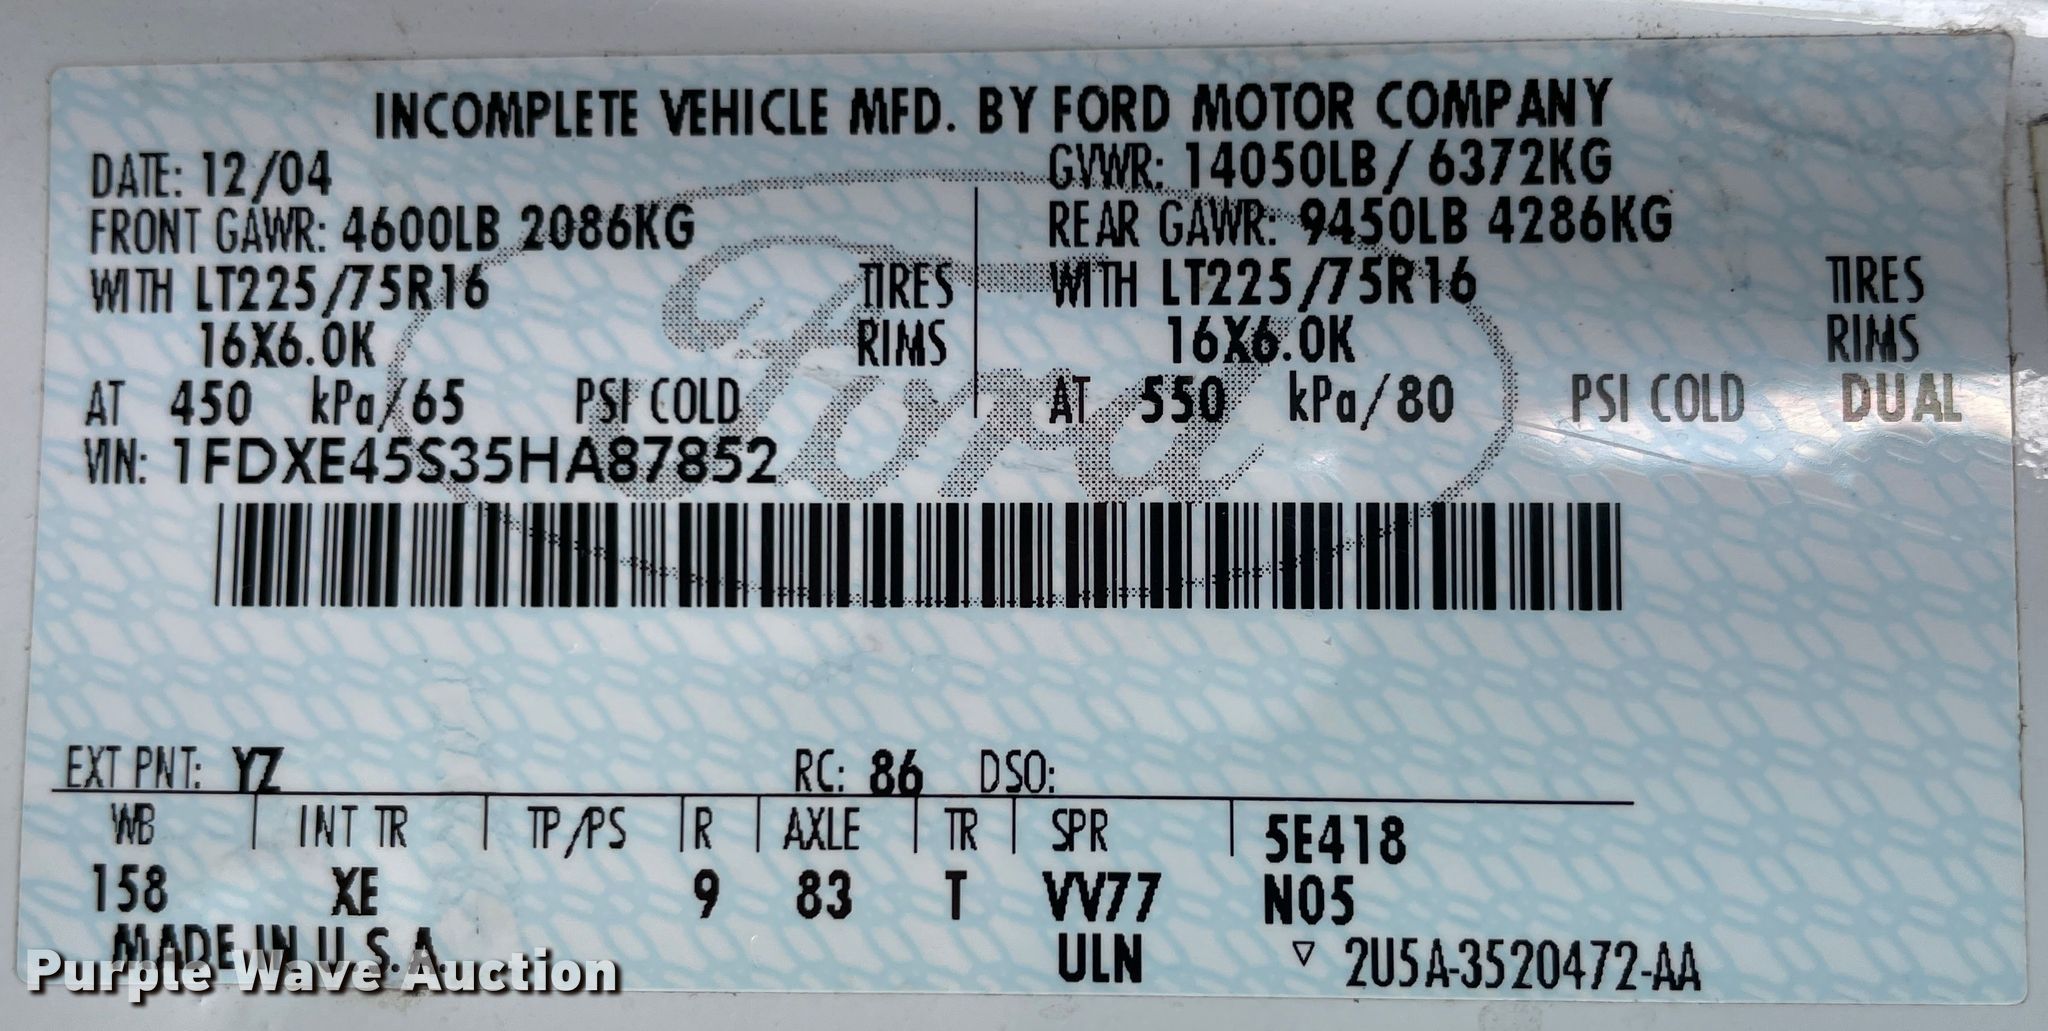 INCOMPLETE VEHICLE MFD. BY FORD MOTOR COMPANY
DATE: 12/04 GVWR: 14050LB/ 6372KG
FRONT GAWR: 4600LB 2086KG REAR GAWR: 9450LB 4286KG
WITH LT225/75R16 TIRES WITH LT225/75R16 TIRES
16X6.0K RIMS 16X6.0K RIMS
AT 450 kPa/65 PSI COLD AT 550 kPa/80 PSI COLD DUAL
VIN: 1FDXE45S35HA87852
Ford
EXT PNT: YZ RC: 86 DSO:
WB INT TR TP/PS R AXLE TR SPR 5E418
158 XE 9 83 T VV77 N05
MADE IN U.S.A. ULN ▽ 2U5A-3520472-AA
Purple Wave Auction